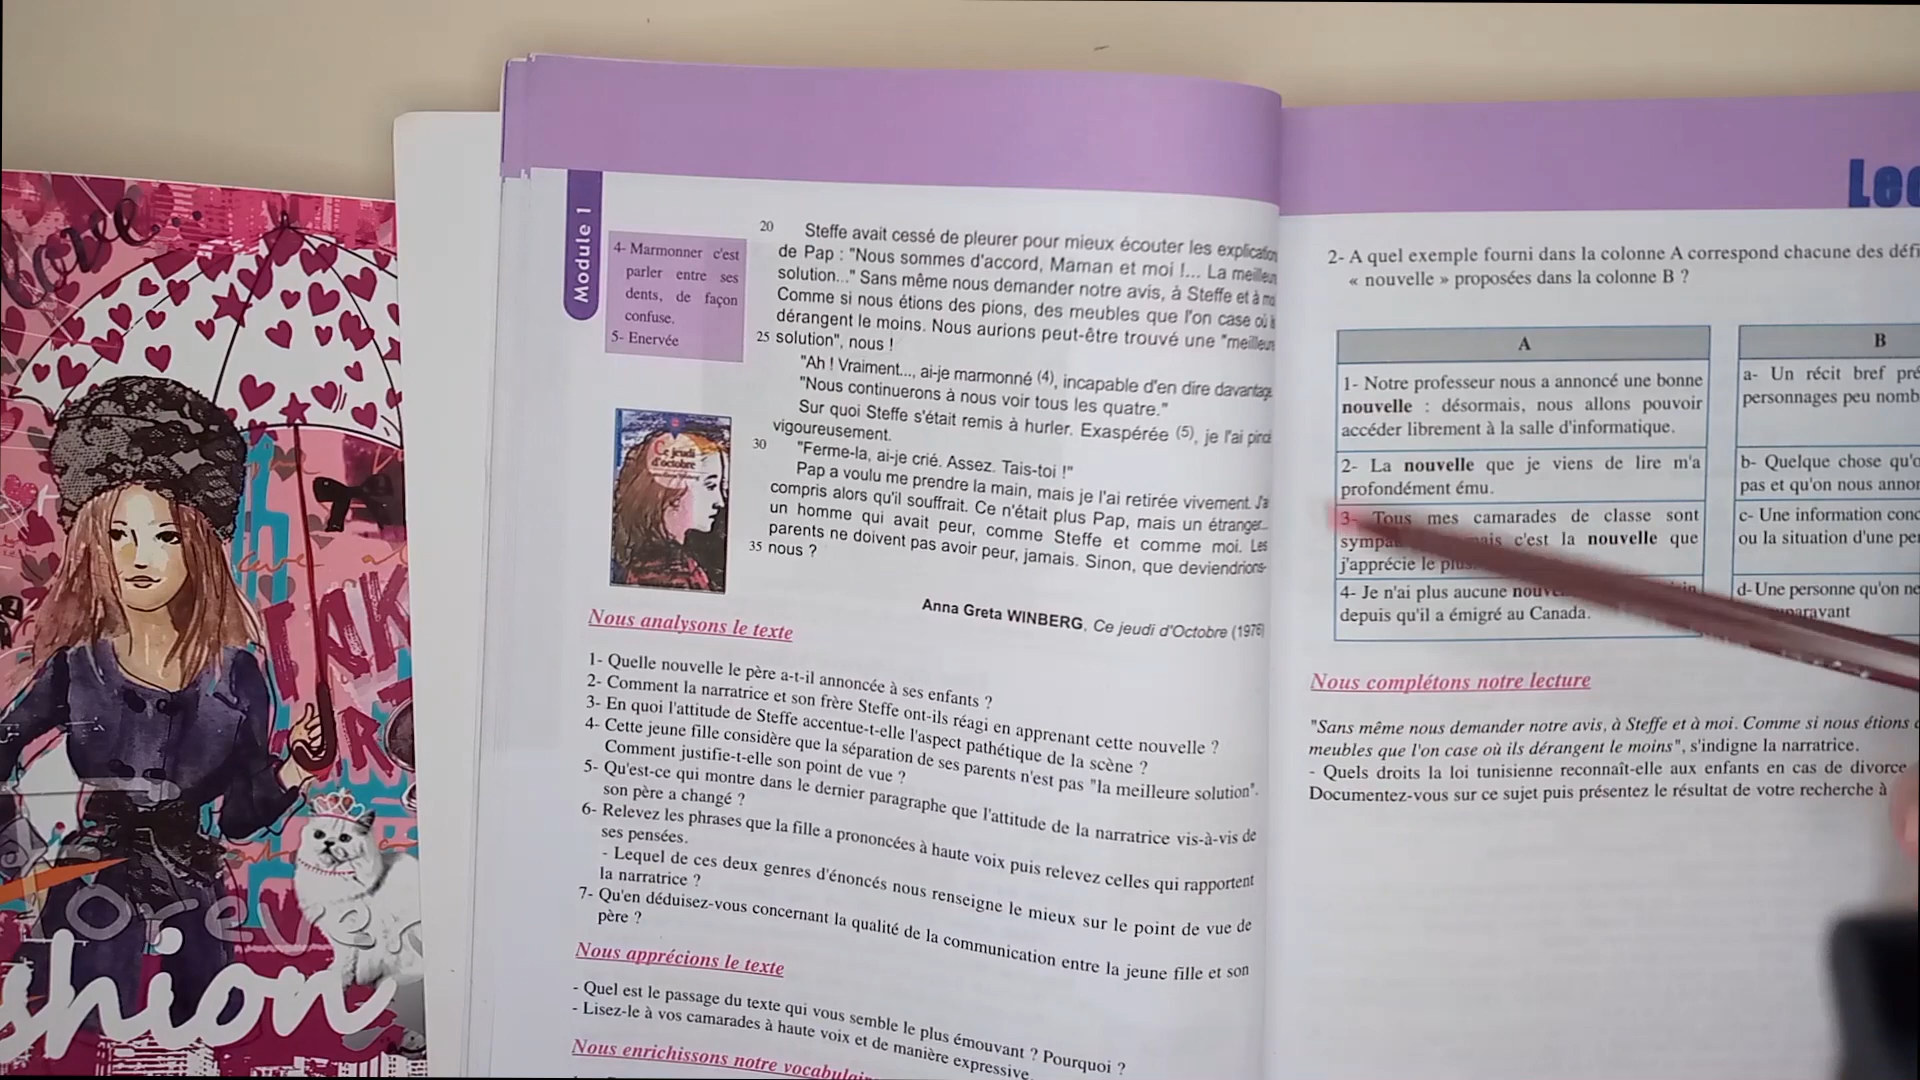 love...
forever
shion
Module 1
4- Marmonner c'est
parler entre ses
dents, de façon
confuse.
5- Enervée
Ce jeudi
d'octobre
20 Steffe avait cessé de pleurer pour mieux écouter les
de Pap : "Nous sommes d'accord, Maman et moi !... La
solution..." Sans même nous demander notre avis, à Steffe et à
Comme si nous étions des pions, des meubles que l'on case où
dérangent le moins. Nous aurions peut-être trouvé une
25 solution", nous !
"Ah ! Vraiment..., ai-je marmonné (4), incapable d'en dire
"Nous continuerons à nous voir tous les quatre."
Sur quoi Steffe s'était remis à hurler. Exaspérée (5), je l'ai
vigoureusement.
30 "Ferme-la, ai-je crié. Assez. Tais-toi !"
Pap a voulu me prendre la main, mais je l'ai retirée vivement.
compris alors qu'il souffrait. Ce n'était plus Pap, mais un étranger...
un homme qui avait peur, comme Steffe et comme moi. Les
parents ne doivent pas avoir peur, jamais. Sinon, que deviendrions-
35 nous ?
Anna Greta WINBERG, Ce jeudi d'Octobre (1976)
Nous analysons le texte
1- Quelle nouvelle le père a-t-il annoncée à ses enfants ?
2- Comment la narratrice et son frère Steffe ont-ils réagi en apprenant cette nouvelle ?
3- En quoi l'attitude de Steffe accentue-t-elle l'aspect pathétique de la scène ?
4- Cette jeune fille considère que la séparation de ses parents n'est pas "la meilleure solution".
Comment justifie-t-elle son point de vue ?
5- Qu'est-ce qui montre dans le dernier paragraphe que l'attitude de la narratrice vis-à-vis de
son père a changé ?
6- Relevez les phrases que la fille a prononcées à haute voix puis relevez celles qui rapportent
ses pensées.
- Lequel de ces deux genres d'énoncés nous renseigne le mieux sur le point de vue de
la narratrice ?
7- Qu'en déduisez-vous concernant la qualité de la communication entre la jeune fille et son
père ?
Nous apprécions le texte
- Quel est le passage du texte qui vous semble le plus émouvant ? Pourquoi ?
- Lisez-le à vos camarades à haute voix et de manière expressive.
Nous enrichissons notre
Lec
2- A quel exemple fourni dans la colonne A correspond chacune des
« nouvelle » proposées dans la colonne B ?
A
1- Notre professeur nous a annoncé une bonne
nouvelle : désormais, nous allons pouvoir
accéder librement à la salle d'informatique.
2- La nouvelle que je viens de lire m'a
profondément ému.
3- Tous mes camarades de classe sont
mais c'est la nouvelle que
j'apprécie le plus.
4- Je n'ai plus aucune
depuis qu'il a émigré au Canada.
B
a- Un récit bref
personnages peu
b- Quelque chose
pas et qu'on nous
c- Une information
ou la situation d'une
d- Une personne qu'on ne
Nous complétons notre lecture
"Sans même nous demander notre avis, à Steffe et à moi. Comme si nous étions
meubles que l'on case où ils dérangent le moins", s'indigne la narratrice.
- Quels droits la loi tunisienne reconnaît-elle aux enfants en cas de divorce
Documentez-vous sur ce sujet puis présentez le résultat de votre recherche à